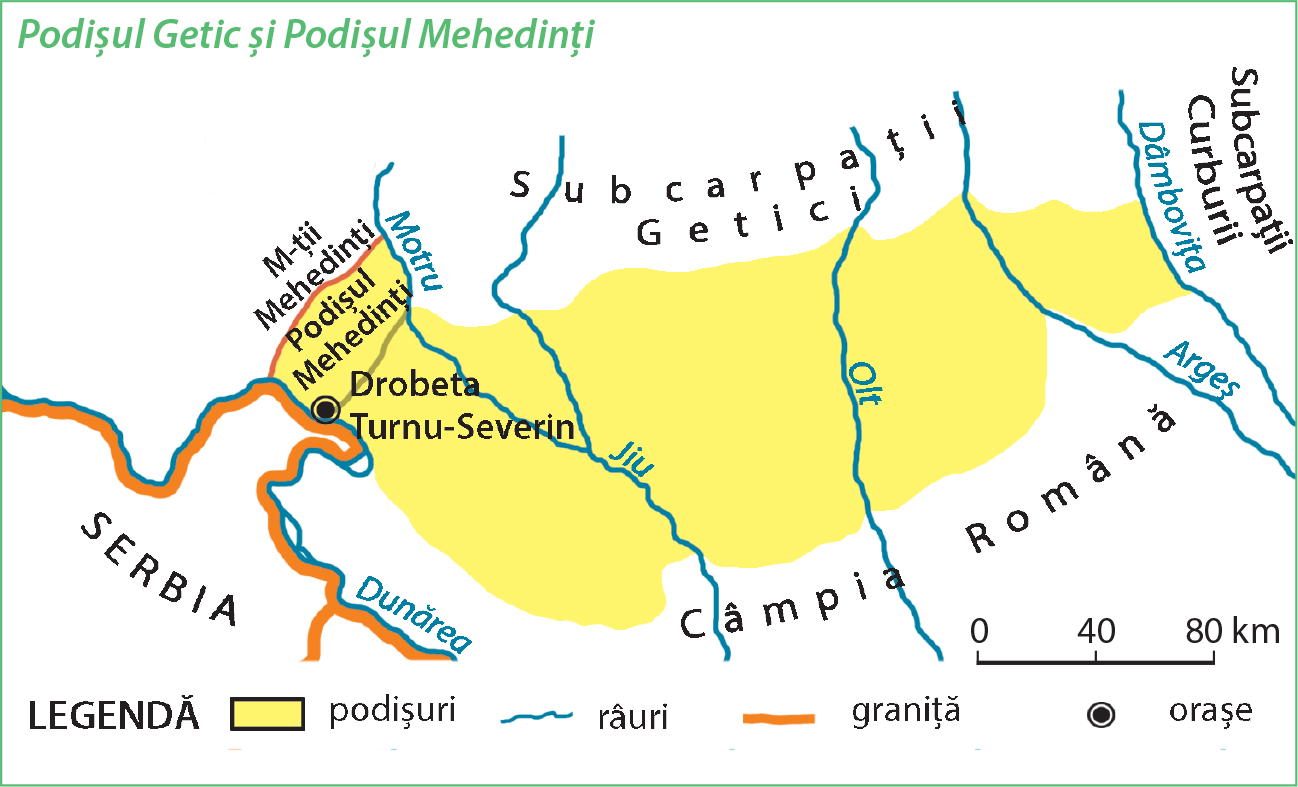 Podișul Getic și Podișul Mehedinți
Subcarpații
Getici
Subcarpații
Curburii
Dâmbovița
M-ții
Mehedinți
Motru
Podișul
Mehedinți
Drobeta
Turnu-Severin
Jiu
Olt
Argeș
Câmpia Română
SERBIA
Dunărea
0 40 80 km
LEGENDĂ podișuri râuri graniță orașe